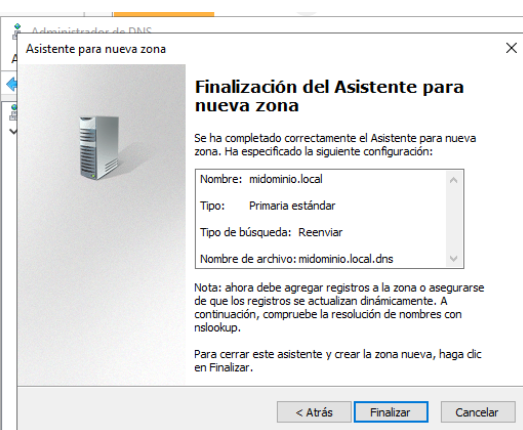 Administrador de DNS
Asistente para nueva zona
Finalización del Asistente para
nueva zona
Se ha completado correctamente el Asistente para nueva
zona. Ha especificado la siguiente configuración:
Nombre: midominio.local
Tipo: Primaria estándar
Tipo de búsqueda: Reenviar
Nombre de archivo: midominio.local.dns
Nota: ahora debe agregar registros a la zona o asegurarse
de que los registros se actualizan dinámicamente. A
continuación, compruebe la resolución de nombres con
nslookup.
Para cerrar este asistente y crear la zona nueva, haga clic
en Finalizar.
< Atrás Finalizar Cancelar